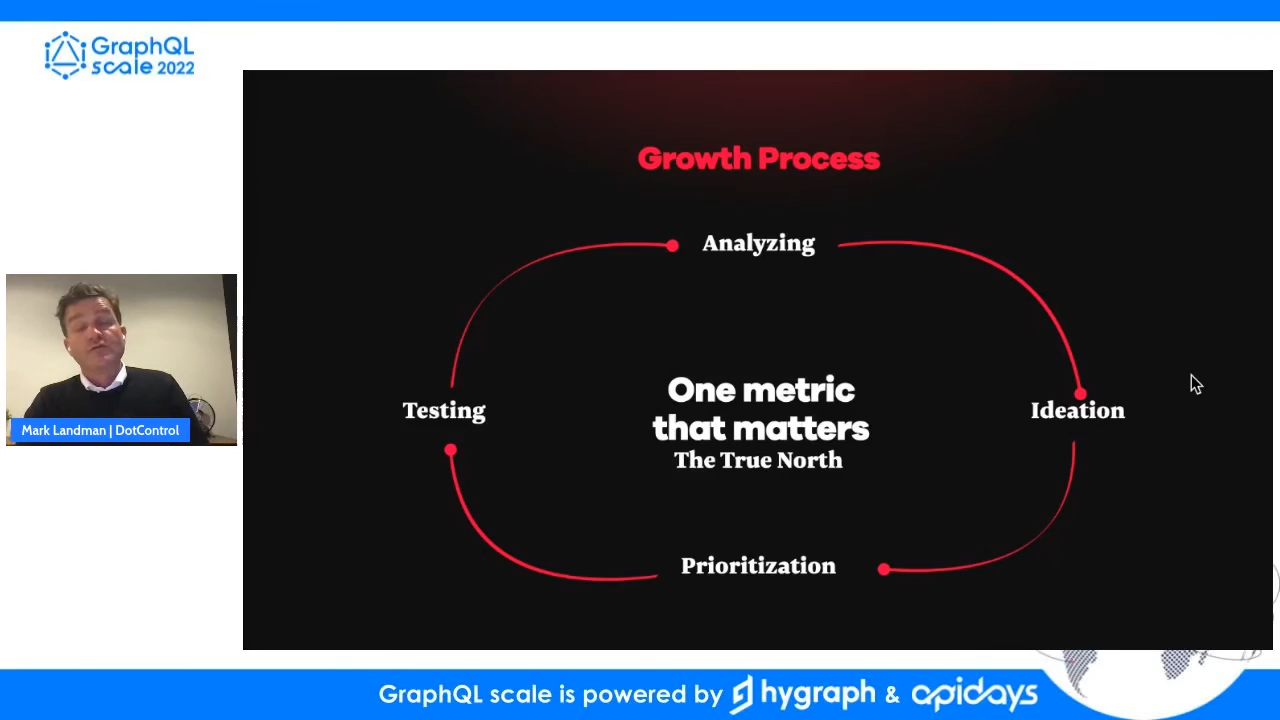 GraphQL
scale 2022
Growth Process
Analyzing
Testing
One metric
that matters
The True North
Ideation
Prioritization
Mark Landman | DotControl
GraphQL scale is powered by hygraph & apidays